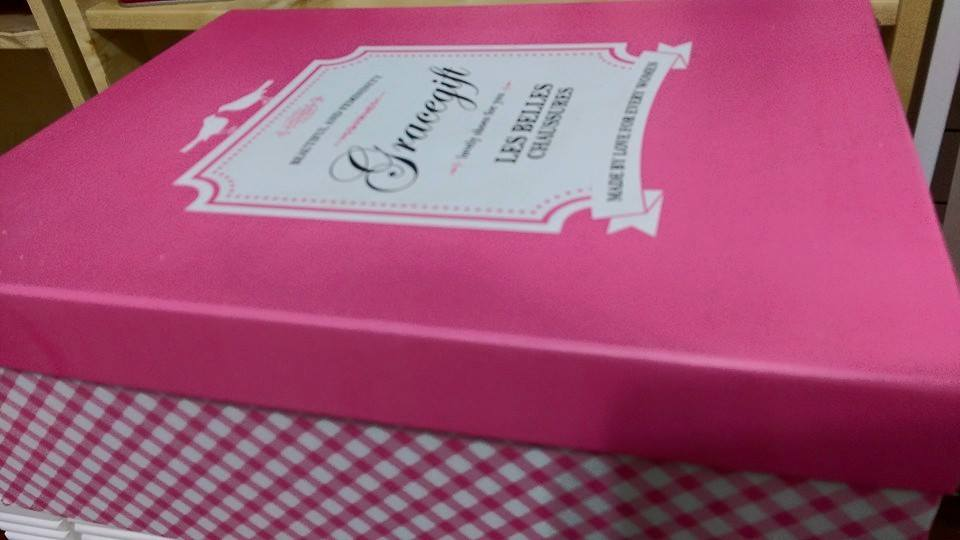 BEAUTIFUL AND FEMININITY
Gracegift
lovely shoes for you
LES BELLES
CHAUSSURES
MADE BY LOVE FOR EVERY WOMEN